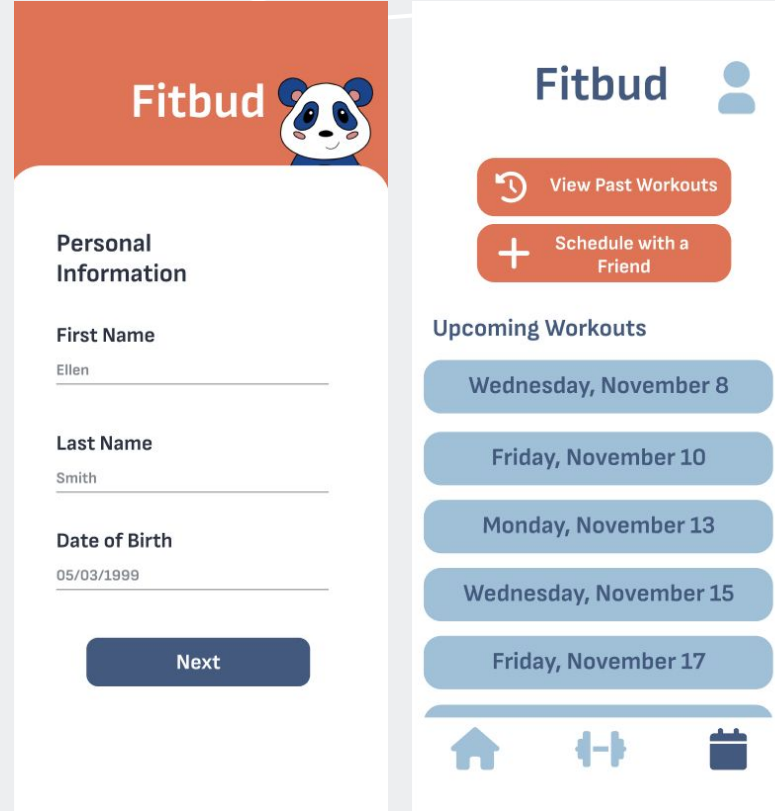 Fitbud
Personal
Information
First Name
Ellen
Last Name
Smith
Date of Birth
05/03/1999
Next
Fitbud
View Past Workouts
Schedule with a
Friend
Upcoming Workouts
Wednesday, November 8
Friday, November 10
Monday, November 13
Wednesday, November 15
Friday, November 17